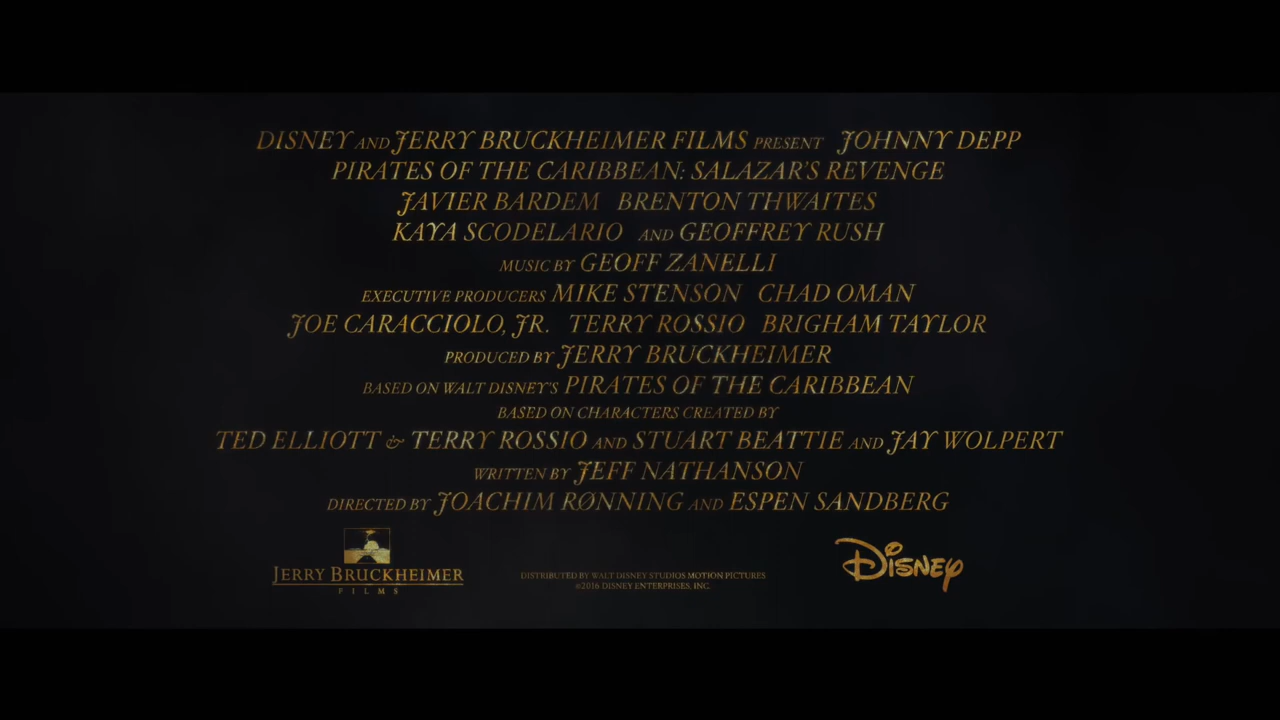 DISNEY AND JERRY BRUCKHEIMER FILMS PRESENT JOHNNY DEPP
PIRATES OF THE CARIBBEAN: SALAZAR'S REVENGE
JAVIER BARDEM BRENTON THWAITES
KAYA SCODELARIO AND GEOFFREY RUSH
MUSIC BY GEOFF ZANELLI
EXECUTIVE PRODUCERS MIKE STENSON CHAD OMAN
JOE CARACCIOLO, JR. TERRY ROSSIO BRIGHAM TAYLOR
PRODUCED BY JERRY BRUCKHEIMER
BASED ON WALT DISNEY'S PIRATES OF THE CARIBBEAN
BASED ON CHARACTERS CREATED BY
TED ELLIOTT & TERRY ROSSIO AND STUART BEATTIE AND JAY WOLPERT
WRITTEN BY JEFF NATHANSON
DIRECTED BY JOACHIM RØNNING AND ESPEN SANDBERG
JERRY BRUCKHEIMER
FILMS
DISTRIBUTED BY WALT DISNEY STUDIOS MOTION PICTURES
©2016 DISNEY ENTERPRISES, INC.
Disney